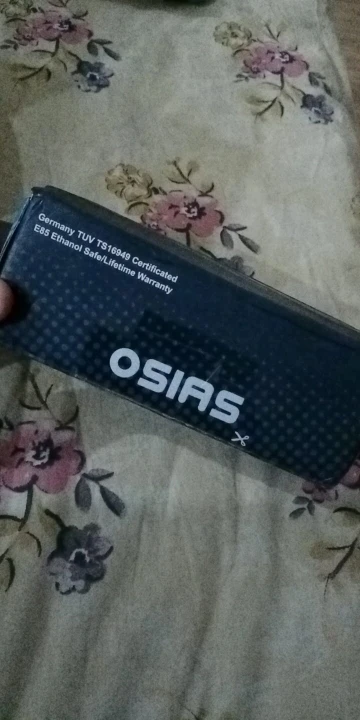 Germany TUV TS16949 Certificated
E85 Ethanol Safe/Lifetime Warranty
OSIAS